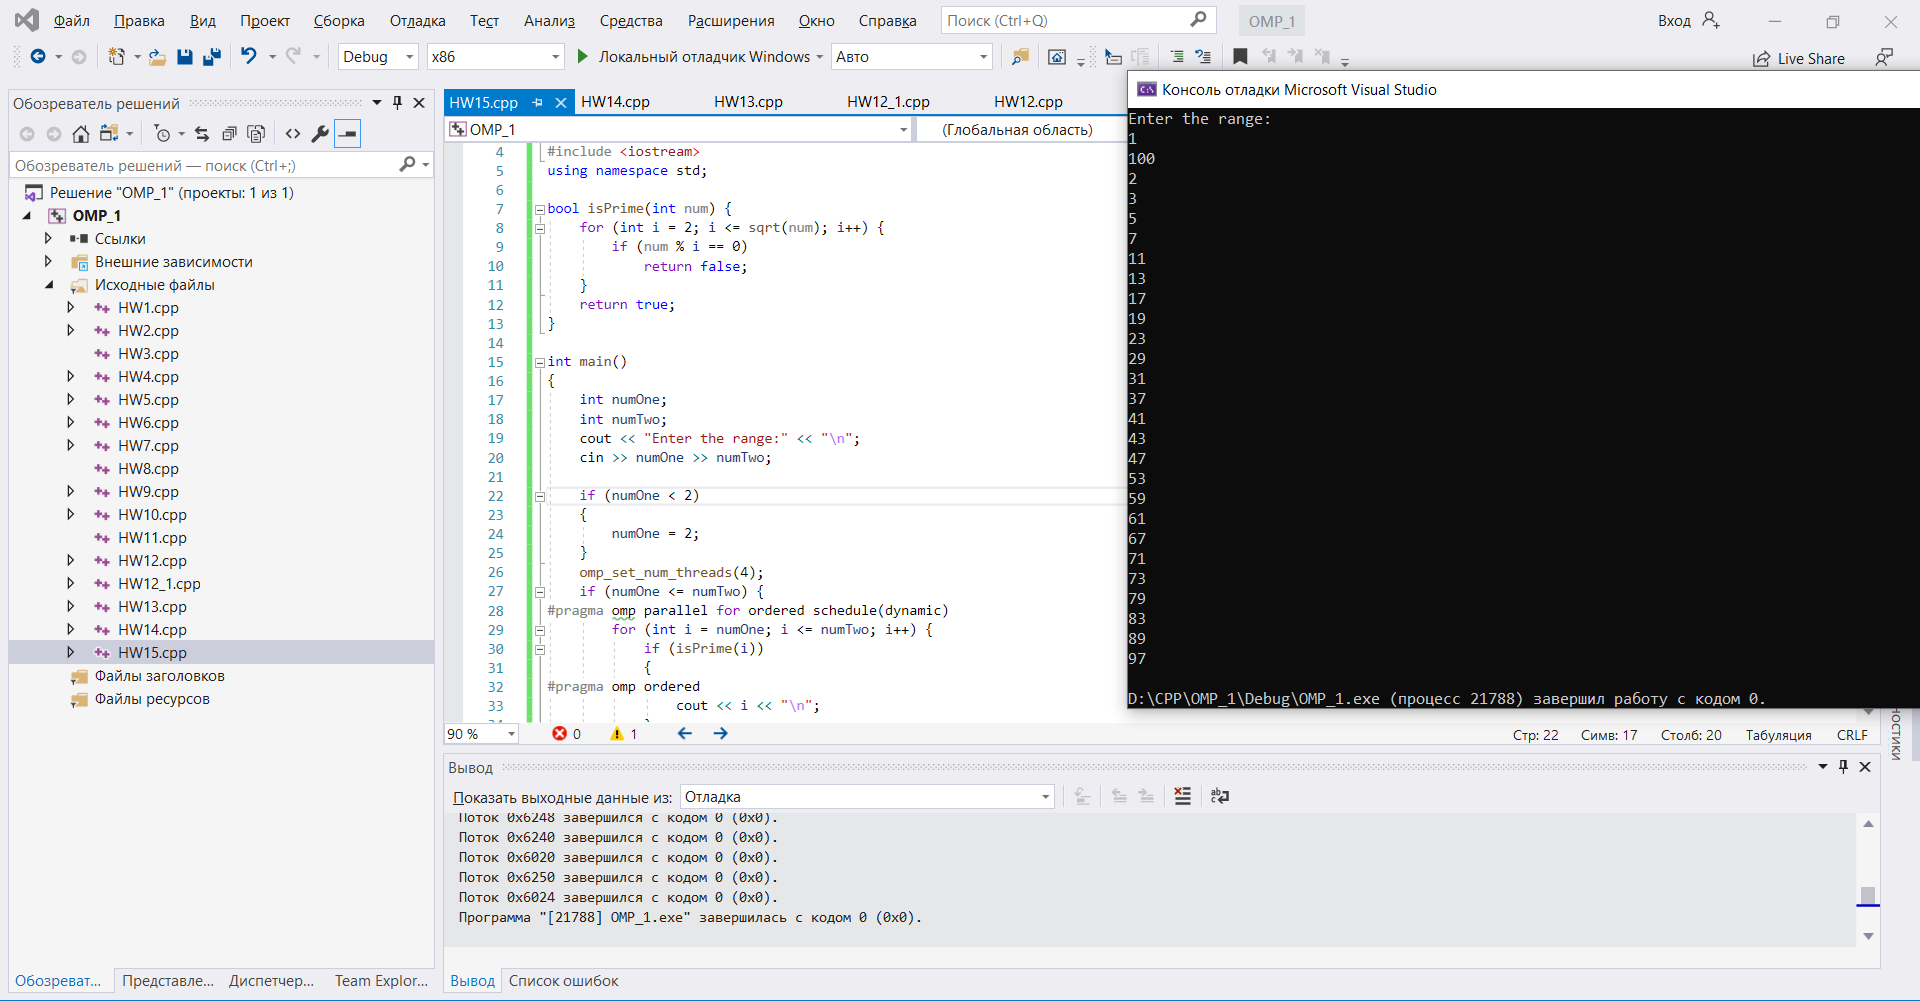 Файл Правка Вид Проект Сборка Отладка Тест Анализ Средства Расширения Окно Справка Поиск (Ctrl+Q) OMP_1 Вход
Debug x86 Локальный отладчик Windows Авто Live Share
Обозреватель решений
Обозреватель решений — поиск (Ctrl+;)
Решение "OMP_1" (проекты: 1 из 1)
OMP_1
Ссылки
Внешние зависимости
Исходные файлы
HW1.cpp
HW2.cpp
HW3.cpp
HW4.cpp
HW5.cpp
HW6.cpp
HW7.cpp
HW8.cpp
HW9.cpp
HW10.cpp
HW11.cpp
HW12.cpp
HW12_1.cpp
HW13.cpp
HW14.cpp
HW15.cpp
Файлы заголовков
Файлы ресурсов
Обозреват... Представле... Диспетчер... Team Explor...
HW15.cpp HW14.cpp HW13.cpp HW12_1.cpp HW12.cpp
OMP_1 (Глобальная область)
4 #include <iostream>
5 using namespace std;
6
7 bool isPrime(int num) {
8 for (int i = 2; i <= sqrt(num); i++) {
9 if (num % i == 0)
10 return false;
11 }
12 return true;
13 }
14
15 int main()
16 {
17 int numOne;
18 int numTwo;
19 cout << "Enter the range:" << "\n";
20 cin >> numOne >> numTwo;
21
22 if (numOne < 2)
23 {
24 numOne = 2;
25 }
26 omp_set_num_threads(4);
27 if (numOne <= numTwo) {
28 #pragma omp parallel for ordered schedule(dynamic)
29 for (int i = numOne; i <= numTwo; i++) {
30 if (isPrime(i))
31 {
32 #pragma omp ordered
33 cout << i << "\n";
90 % 0 1 Стр: 22 Симв: 17 Столб: 20 Табуляция CRLF
Консоль отладки Microsoft Visual Studio
Enter the range:
1
100
2
3
5
7
11
13
17
19
23
29
31
37
41
43
47
53
59
61
67
71
73
79
83
89
97
D:\CPP\OMP_1\Debug\OMP_1.exe (процесс 21788) завершил работу с кодом 0.
Вывод
Показать выходные данные из: Отладка
Поток 0x6248 завершился с кодом 0 (0x0).
Поток 0x6240 завершился с кодом 0 (0x0).
Поток 0x6020 завершился с кодом 0 (0x0).
Поток 0x6250 завершился с кодом 0 (0x0).
Поток 0x6024 завершился с кодом 0 (0x0).
Программа "[21788] OMP_1.exe" завершилась с кодом 0 (0x0).
Вывод Список ошибок